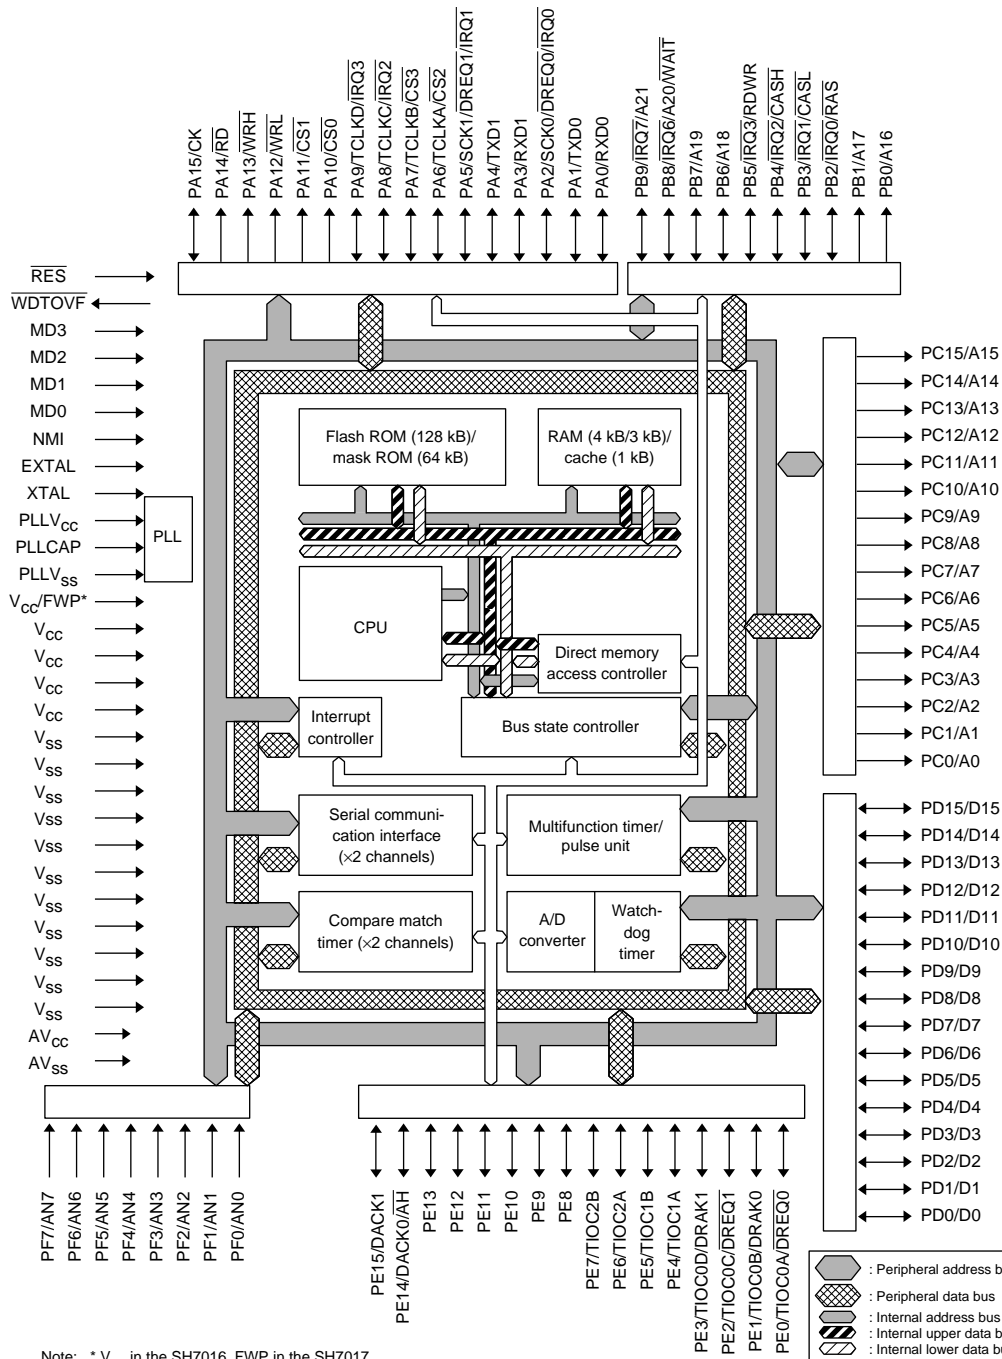 PA15/CK
PA14/RD
PA13/WRH
PA12/WRL
PA11/CS1
PA10/CS0
PA9/TCLKD/IRQ3
PA8/TCLKC/IRQ2
PA7/TCLKB/CS3
PA6/TCLKA/CS2
PA5/SCK1/DREQ1/IRQ1
PA4/TXD1
PA3/RXD1
PA2/SCK0/DREQ0/IRQ0
PA1/TXD0
PA0/RXD0
PB9/IRQ7/A21
PB8/IRQ6/A20/WAIT
PB7/A19
PB6/A18
PB5/IRQ3/RDWR
PB4/IRQ2/CASH
PB3/IRQ1/CASL
PB2/IRQ0/RAS
PB1/A17
PB0/A16
RES
WDTOVF
MD3
MD2
MD1
MD0
NMI
EXTAL
XTAL
PLLVCC
PLLCAP
PLLVSS
VCC/FWP*
VCC
VCC
VCC
VCC
VSS
VSS
VSS
Vss
Vss
VSS
VSS
VSS
VSS
VSS
VSS
AVCC
AVSS
PLL
Flash ROM (128 kB)/
mask ROM (64 kB)
RAM (4 kB/3 kB)/
cache (1 kB)
CPU
Direct memory
access controller
Interrupt
controller
Bus state controller
Serial communi-
cation interface
(×2 channels)
Multifunction timer/
pulse unit
Compare match
timer (×2 channels)
A/D
converter
Watch-
dog
timer
PC15/A15
PC14/A14
PC13/A13
PC12/A12
PC11/A11
PC10/A10
PC9/A9
PC8/A8
PC7/A7
PC6/A6
PC5/A5
PC4/A4
PC3/A3
PC2/A2
PC1/A1
PC0/A0
PD15/D15
PD14/D14
PD13/D13
PD12/D12
PD11/D11
PD10/D10
PD9/D9
PD8/D8
PD7/D7
PD6/D6
PD5/D5
PD4/D4
PD3/D3
PD2/D2
PD1/D1
PD0/D0
PF7/AN7
PF6/AN6
PF5/AN5
PF4/AN4
PF3/AN3
PF2/AN2
PF1/AN1
PF0/AN0
PE15/DACK1
PE14/DACK0/AH
PE13
PE12
PE11
PE10
PE9
PE8
PE7/TIOC2B
PE6/TIOC2A
PE5/TIOC1B
PE4/TIOC1A
PE3/TIOC0D/DRAK1
PE2/TIOC0C/DREQ1
PE1/TIOC0B/DRAK0
PE0/TIOC0A/DREQ0
: Peripheral address b
: Peripheral data bus
: Internal address bus
: Internal upper data b
: Internal lower data b
Note: * V in the SH7016, FWP in the SH7017